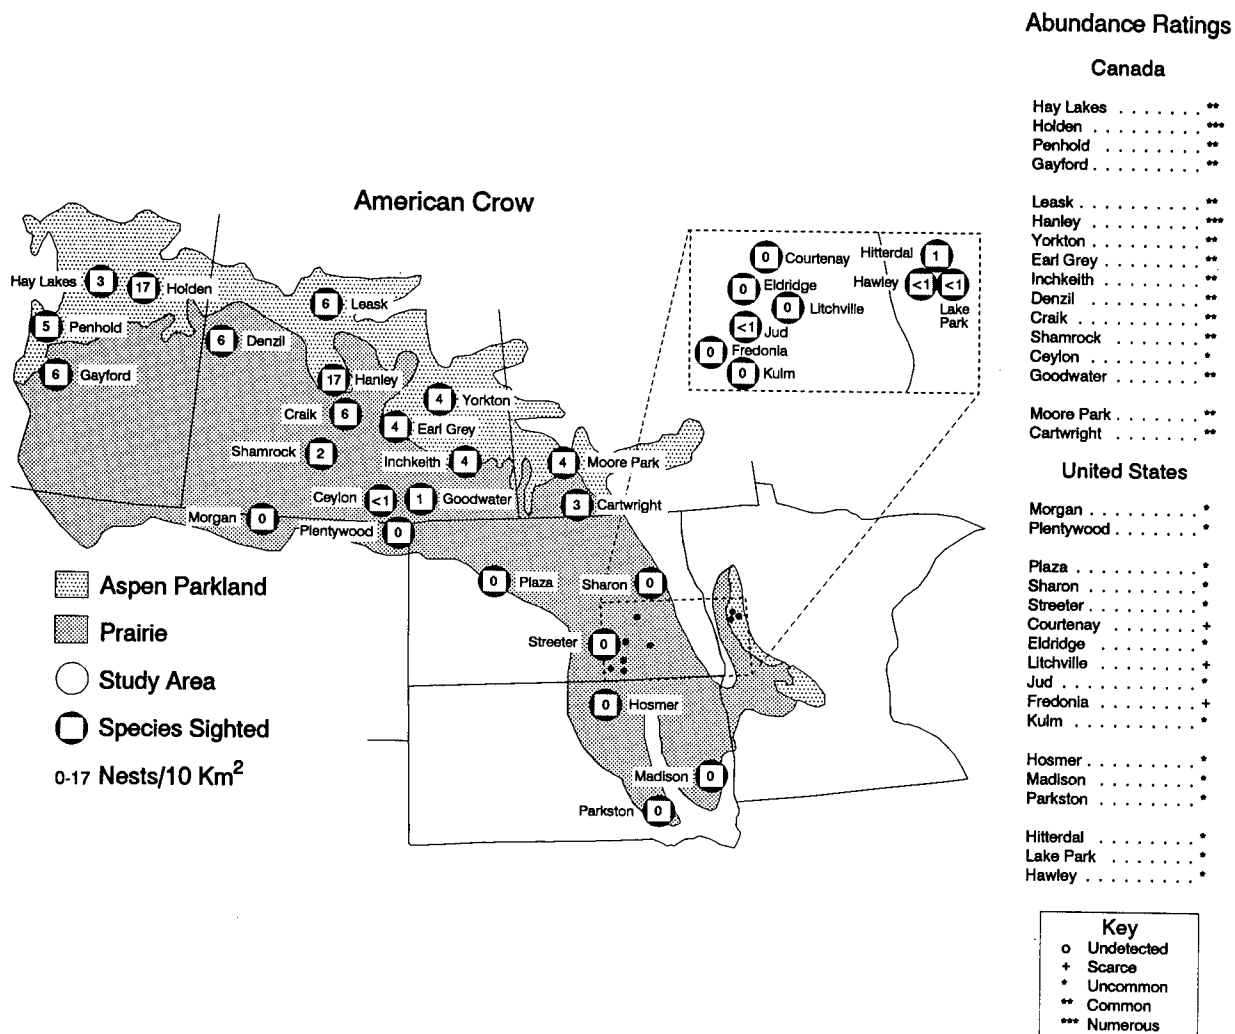 American Crow
Hay Lakes 3
17 Holden
5 Penhold
6 Gayford
6 Leask
6 Denzil
17 Hanley
Craik 6
4 Yorkton
4 Earl Grey
Shamrock 2
Inchkeith 4
4 Moore Park
Ceylon <1
1 Goodwater
3 Cartwright
Morgan 0
Plentywood 0
0 Plaza
Sharon 0
Streeter 0
0 Hosmer
Madison 0
Parkston 0
0 Courtenay
0 Eldridge
0 Litchville
<1 Jud
0 Fredonia
0 Kulm
Hitterdal 1
Hawley <1 <1
Lake
Park
Aspen Parkland
Prairie
Study Area
Species Sighted
0-17 Nests/10 Km²
Abundance Ratings
Canada
Hay Lakes . . . . . . . . **
Holden . . . . . . . . . ***
Penhold . . . . . . . . **
Gayford . . . . . . . . . **
Leask . . . . . . . . . . **
Hanley . . . . . . . . . ***
Yorkton . . . . . . . . . **
Earl Grey . . . . . . . . **
Inchkeith . . . . . . . . **
Denzil . . . . . . . . . **
Craik . . . . . . . . . . **
Shamrock . . . . . . . . **
Ceylon . . . . . . . . . *
Goodwater . . . . . . . **
Moore Park . . . . . . . **
Cartwright . . . . . . . **
United States
Morgan . . . . . . . . . *
Plentywood . . . . . . . *
Plaza . . . . . . . . . . *
Sharon . . . . . . . . . *
Streeter . . . . . . . . . *
Courtenay . . . . . . . +
Eldridge . . . . . . . . *
Litchville . . . . . . . . +
Jud . . . . . . . . . . . *
Fredonia . . . . . . . . +
Kulm . . . . . . . . . . *
Hosmer . . . . . . . . . *
Madison . . . . . . . . *
Parkston . . . . . . . . *
Hitterdal . . . . . . . . *
Lake Park . . . . . . . *
Hawley . . . . . . . . . *
Key
o Undetected
+ Scarce
* Uncommon
** Common
*** Numerous